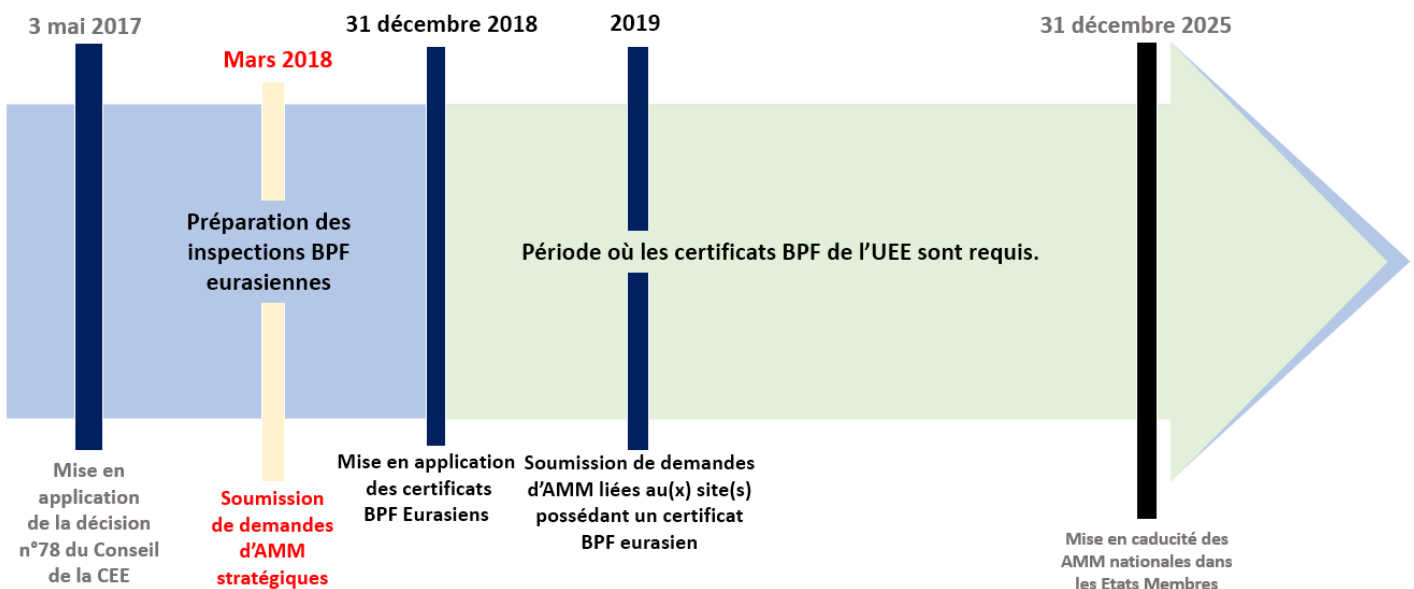 3 mai 2017
Mars 2018
31 décembre 2018
2019
31 décembre 2025
Préparation des
inspections BPF
eurasiennes
Période où les certificats BPF de l’UEE sont requis.
Mise en
application
de la décision
n°78 du Conseil
de la CEE
Soumission
de demandes
d’AMM
stratégiques
Mise en application
des certificats
BPF Eurasiens
Soumission de demandes
d’AMM liées au(x) site(s)
possédant un certificat
BPF eurasien
Mise en caducité des
AMM nationales dans
les Etats Membres